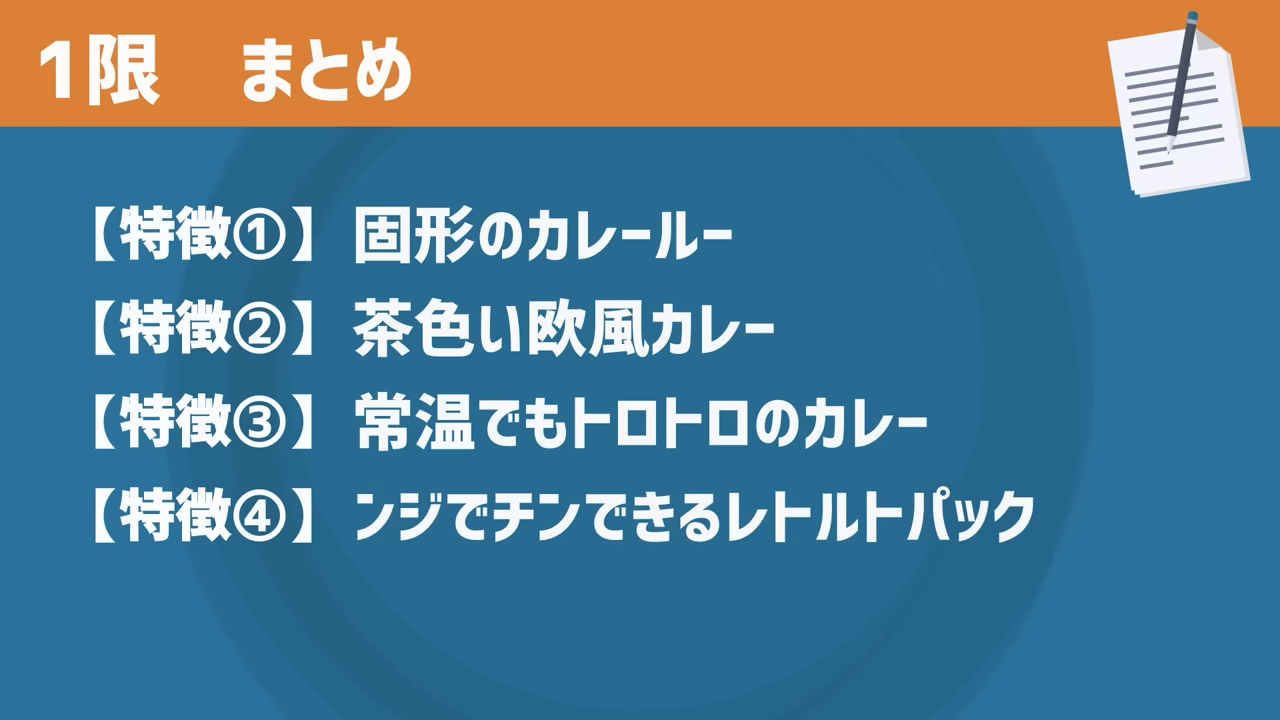 1限　まとめ
【特徴①】 固形のカレールー
【特徴②】 茶色い欧風カレー
【特徴③】 常温でもトロトロのカレー
【特徴④】 ンジでチンできるレトルトパック